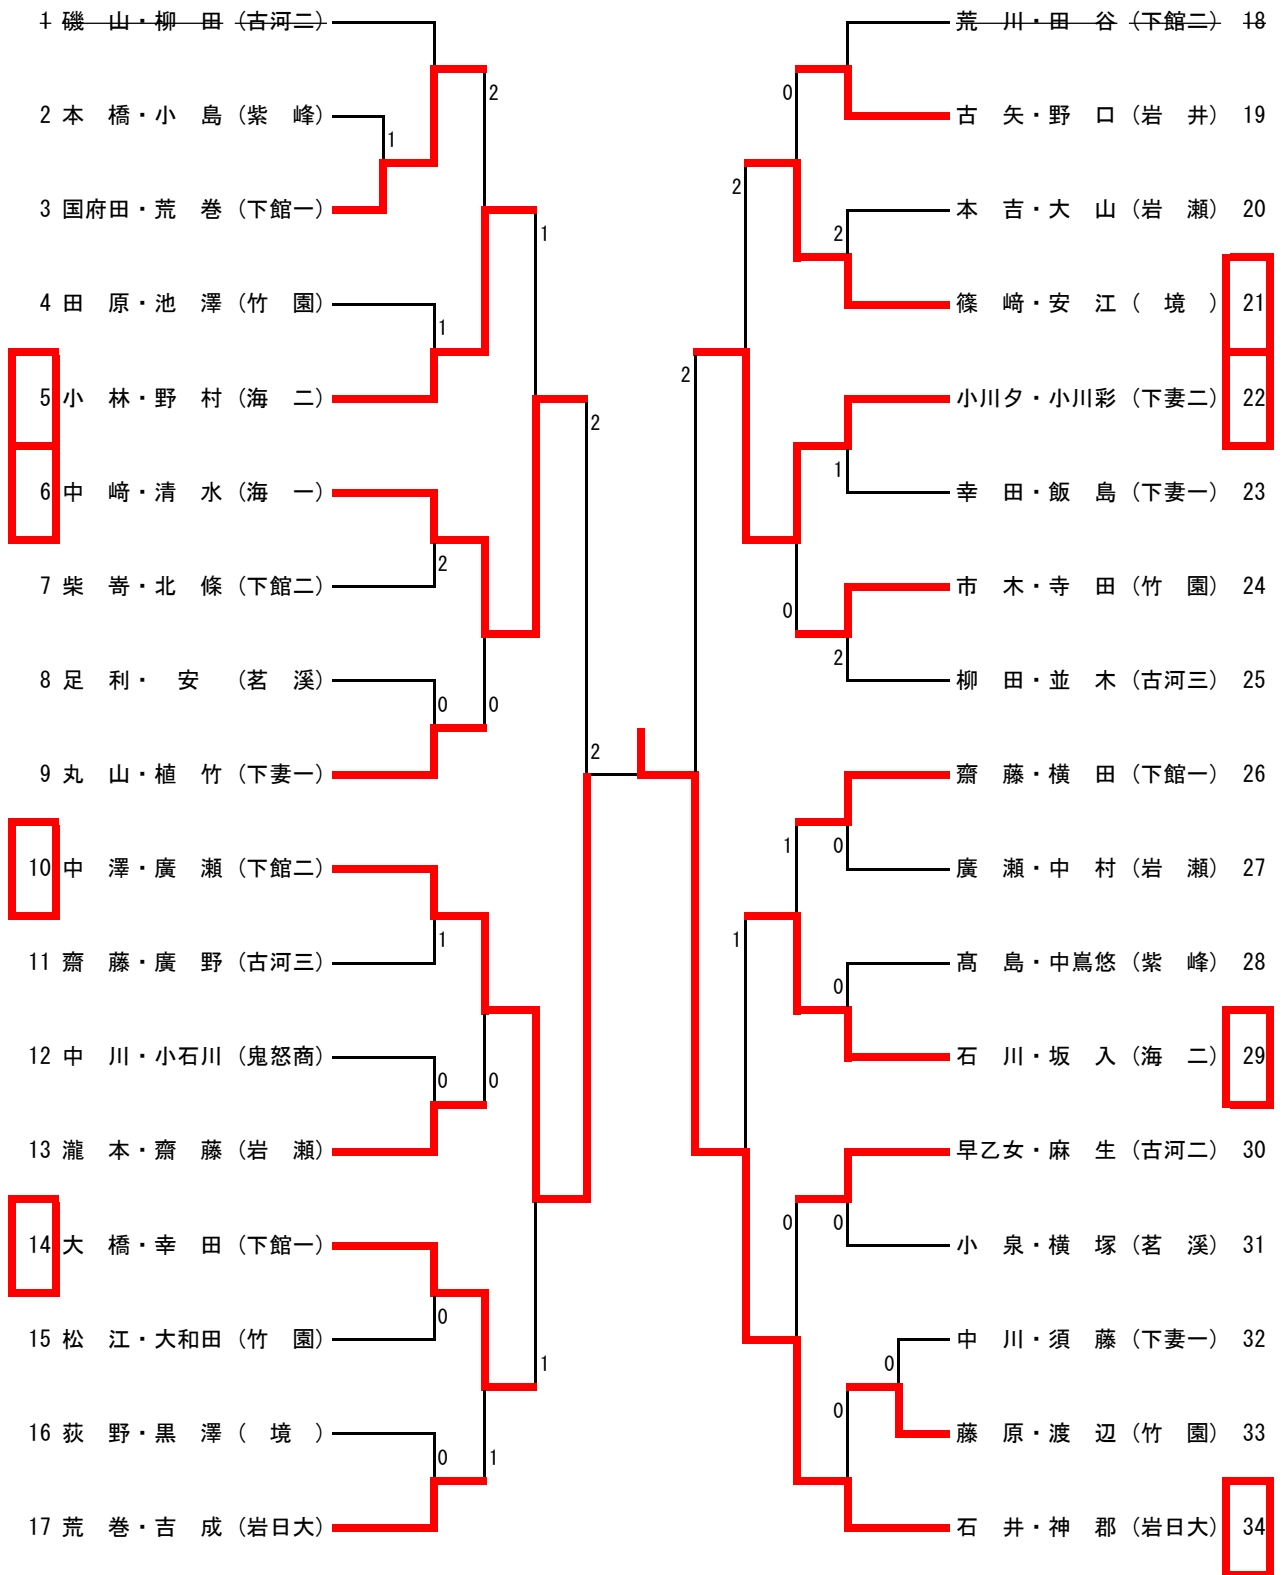 1 磯 山・柳 田 (古河二)
2 本 橋・小 島 (紫 峰)
3 国府田・荒 巻 (下館一)
4 田 原・池 澤 (竹 園)
5 小 林・野 村 (海 二)
6 中 﨑・清 水 (海 一)
7 柴 嵜・北 條 (下館二)
8 足 利・ 安 (茗 溪)
9 丸 山・植 竹 (下妻一)
10 中 澤・廣 瀬 (下館二)
11 齋 藤・廣 野 (古河三)
12 中 川・小石川 (鬼怒商)
13 瀧 本・齋 藤 (岩 瀬)
14 大 橋・幸 田 (下館一)
15 松 江・大和田 (竹 園)
16 荻 野・黒 澤 ( 境 )
17 荒 巻・吉 成 (岩日大)
2
1
1
1
2
2
0
0
2
1
0
0
0
1
0
1
荒 川・田 谷 (下館二) 18
古 矢・野 口 (岩 井) 19
本 吉・大 山 (岩 瀬) 20
篠 﨑・安 江 ( 境 ) 21
小川夕・小川彩 (下妻二) 22
幸 田・飯 島 (下妻一) 23
市 木・寺 田 (竹 園) 24
柳 田・並 木 (古河三) 25
齋 藤・横 田 (下館一) 26
廣 瀬・中 村 (岩 瀬) 27
髙 島・中嶌悠 (紫 峰) 28
石 川・坂 入 (海 二) 29
早乙女・麻 生 (古河二) 30
小 泉・横 塚 (茗 溪) 31
中 川・須 藤 (下妻一) 32
藤 原・渡 辺 (竹 園) 33
石 井・神 郡 (岩日大) 34
0
2
2
2
1
0
2
1
0
1
0
0
0
0
0